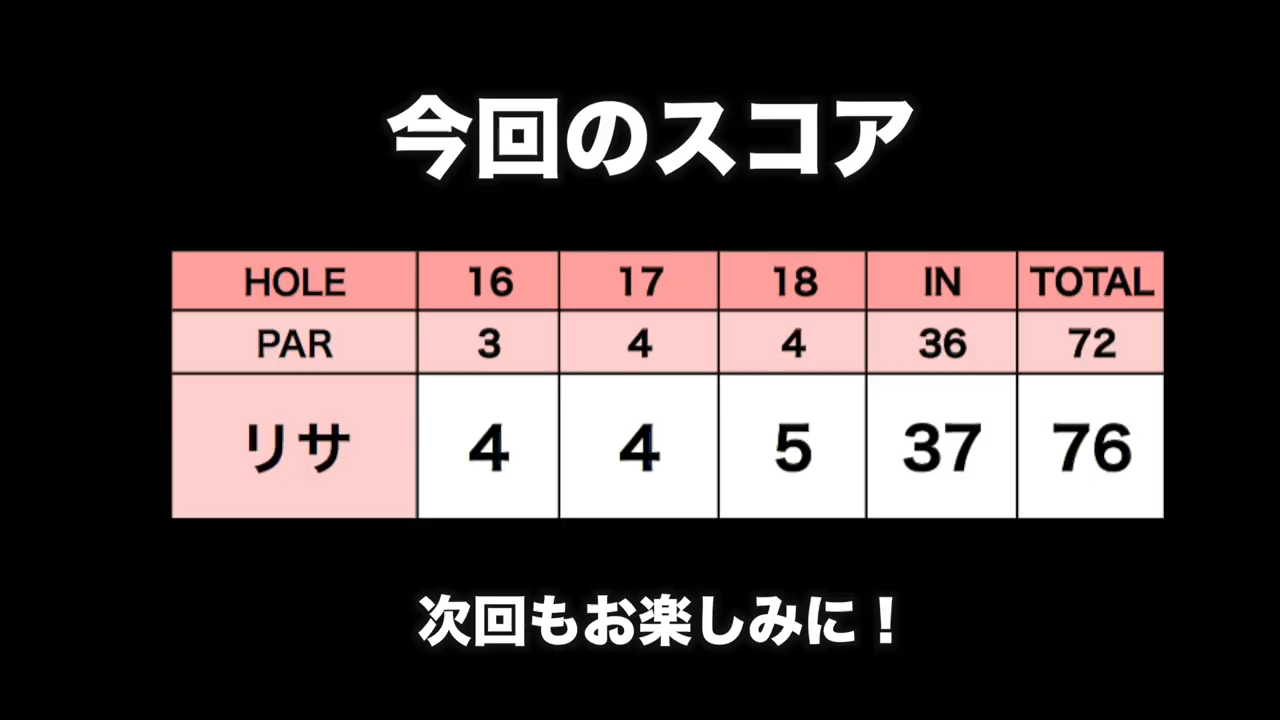 今回のスコア
HOLE 16 17 18 IN TOTAL
PAR 3 4 4 36 72
リサ 4 4 5 37 76
次回もお楽しみに！